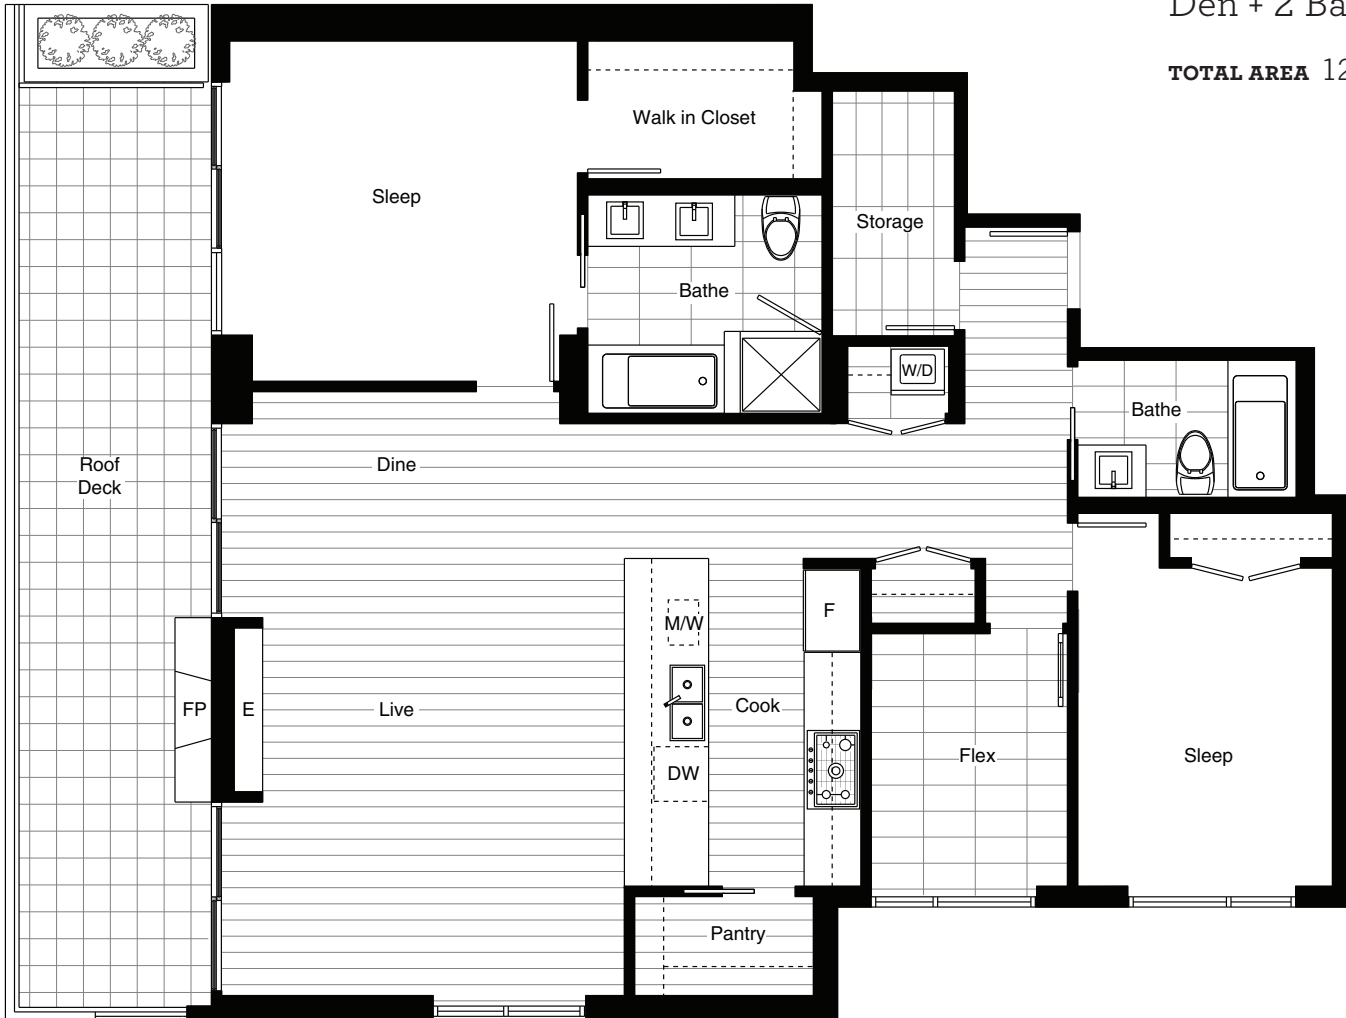 Den + 2 Ba
TOTAL AREA 12
Walk in Closet
Sleep
Storage
Bathe
W/D
Bathe
Roof
Deck
Dine
M/W
F
FP
E
Live
Cook
DW
Flex
Sleep
Pantry